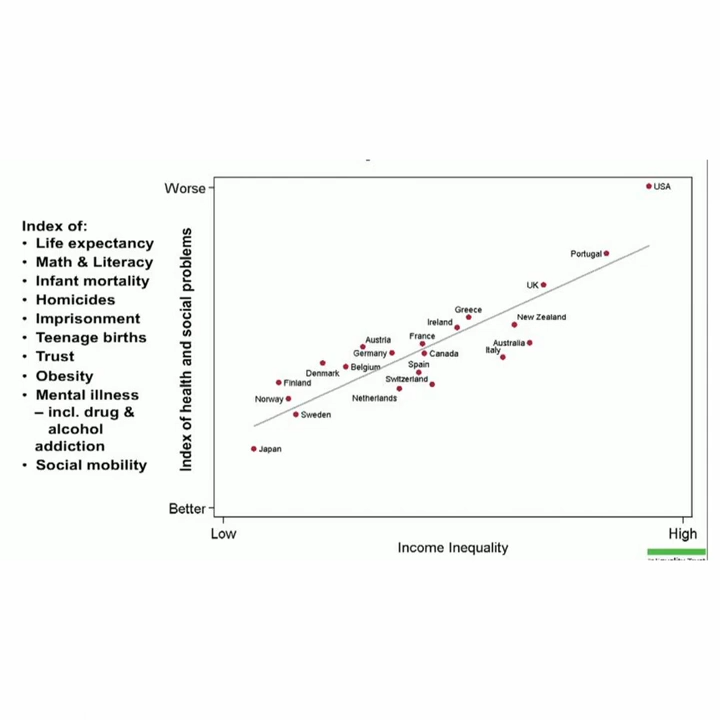 Index of:
• Life expectancy
• Math & Literacy
• Infant mortality
• Homicides
• Imprisonment
• Teenage births
• Trust
• Obesity
• Mental illness
– incl. drug &
alcohol
addiction
• Social mobility
Index of health and social problems
Worse
Better
USA
Portugal
UK
Greece
New Zealand
Ireland
Austria
France
Australia
Germany
Canada
Italy
Belgium
Spain
Denmark
Switzerland
Finland
Netherlands
Norway
Sweden
Japan
Low
High
Income Inequality